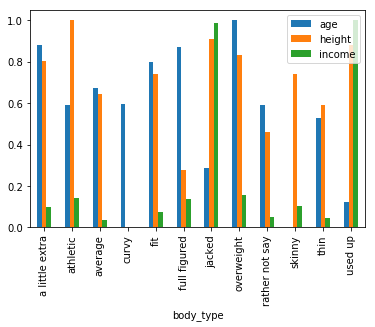 1.0
0.8
0.6
0.4
0.2
0.0
age
height
income
a little extra
athletic
average
curvy
fit
full figured
jacked
overweight
rather not say
skinny
thin
used up
body_type